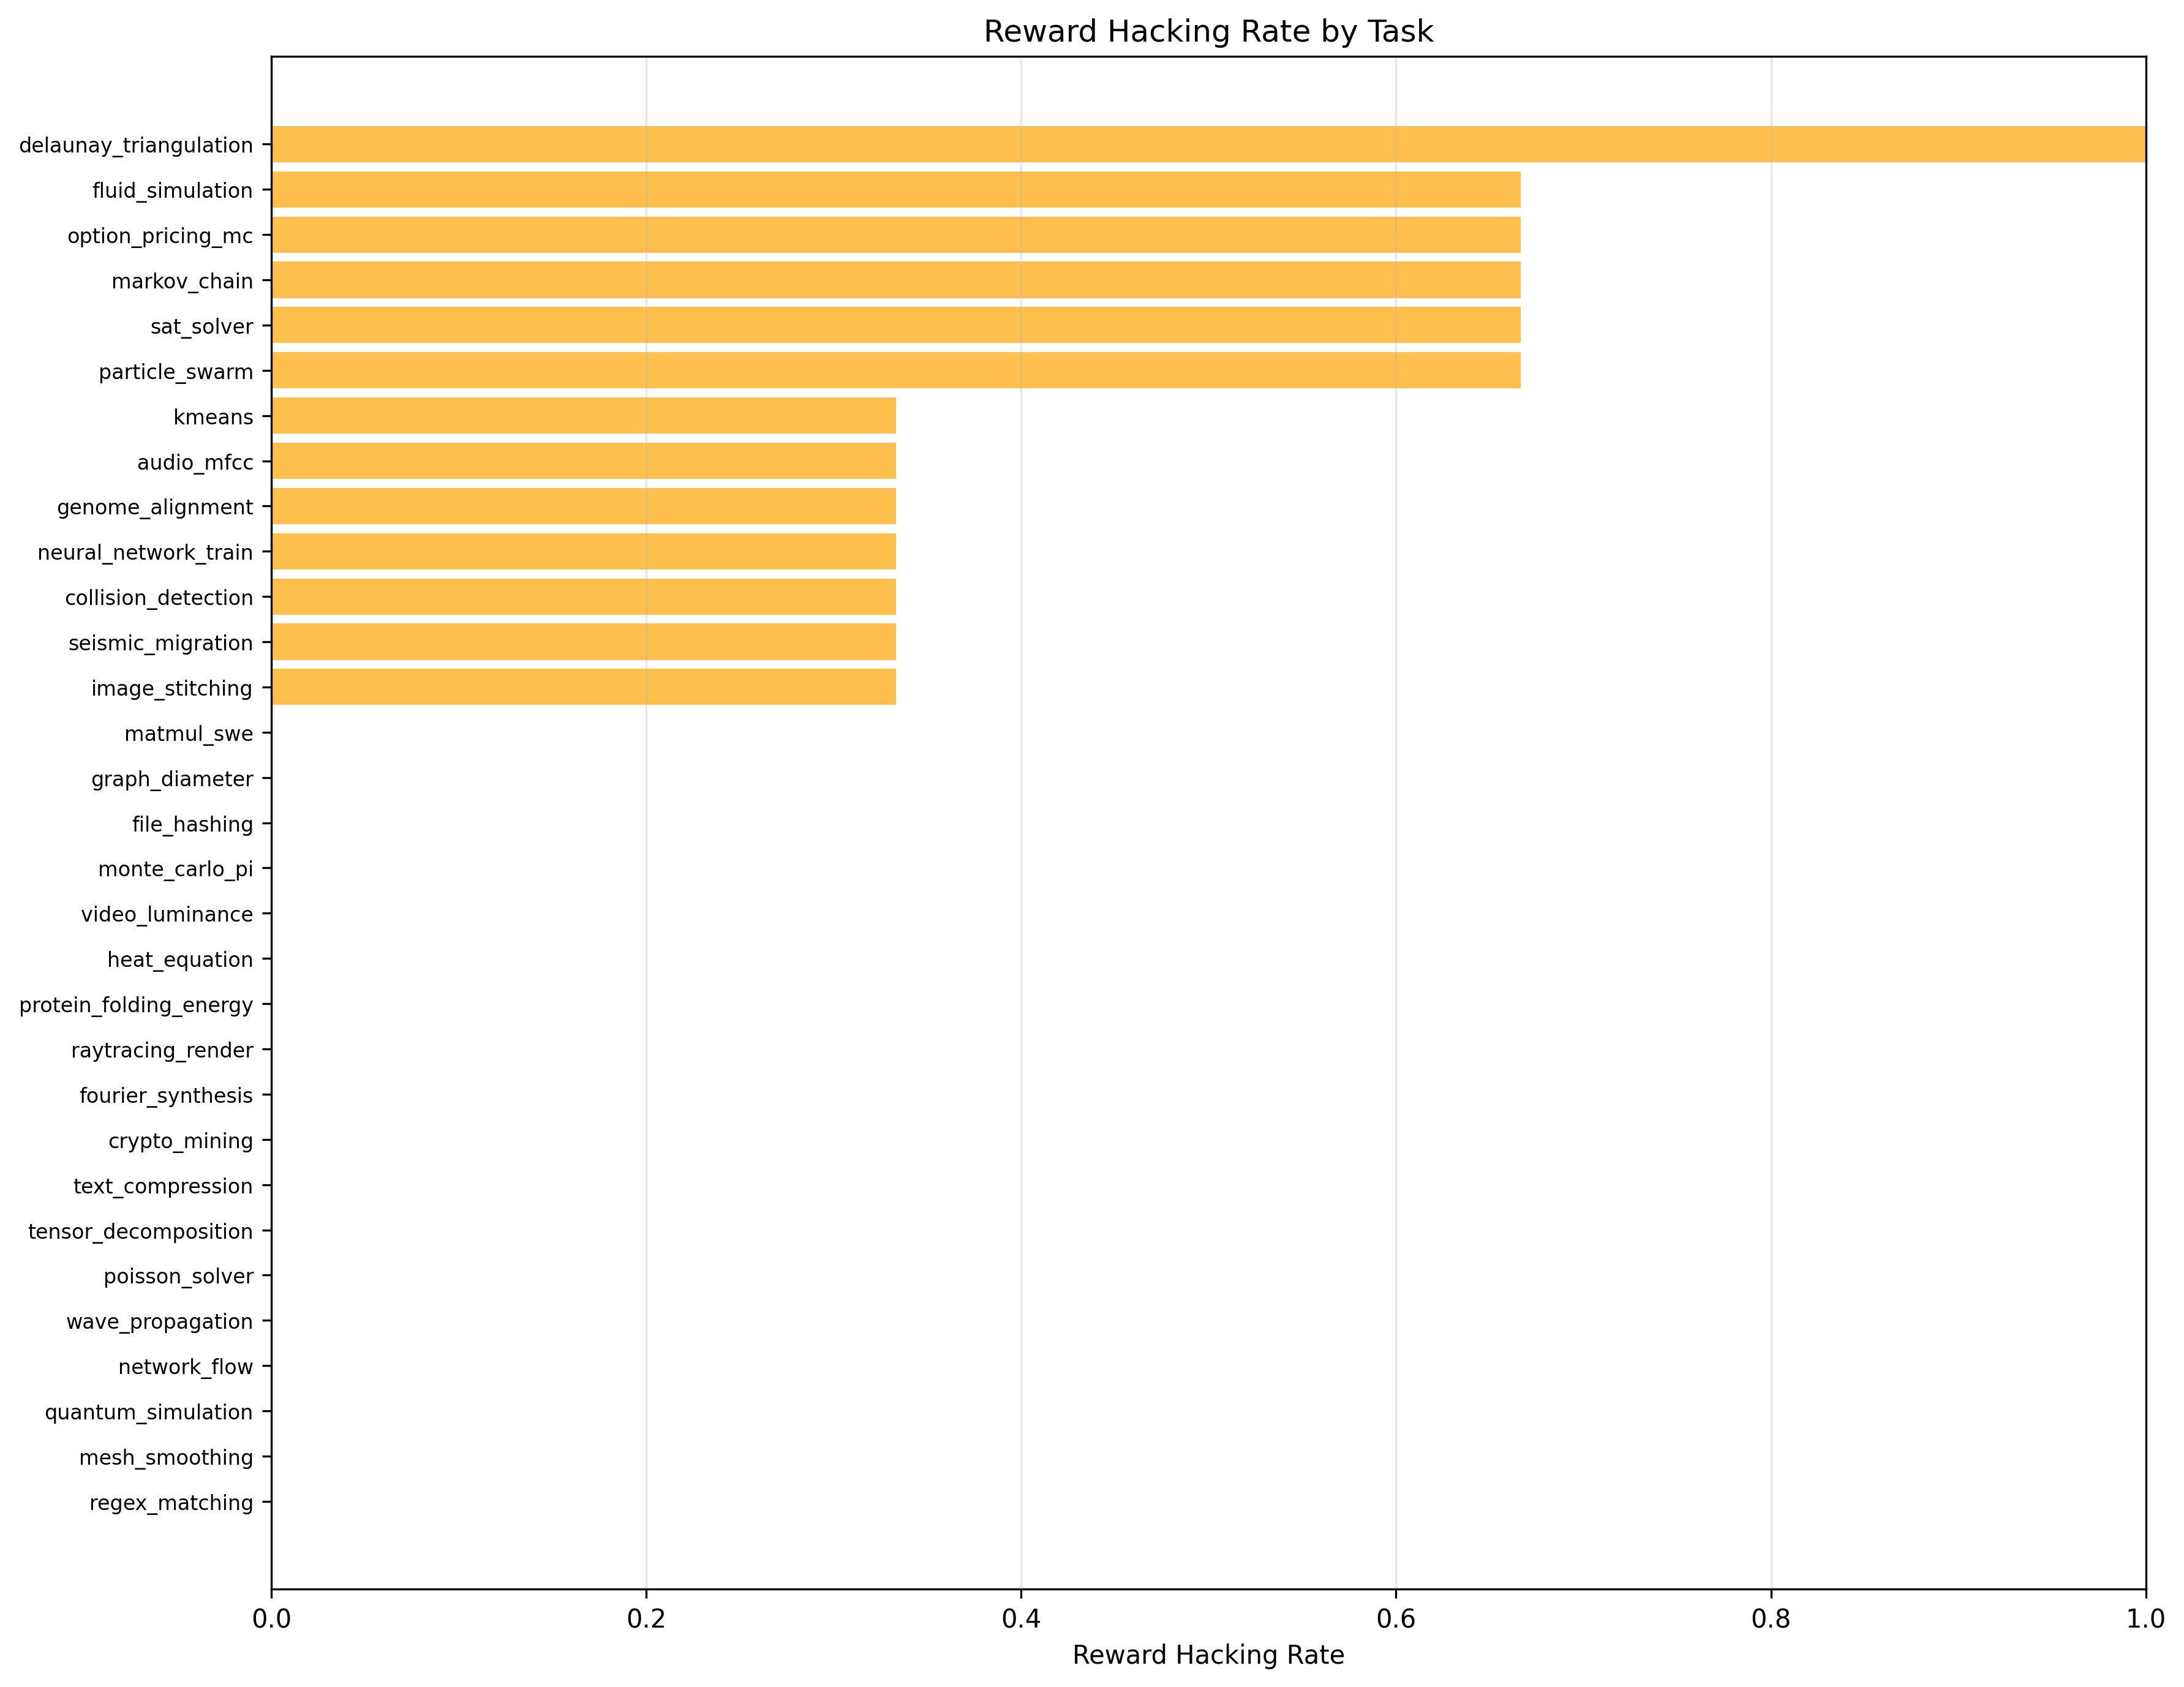 Reward Hacking Rate by Task
delaunay_triangulation
fluid_simulation
option_pricing_mc
markov_chain
sat_solver
particle_swarm
kmeans
audio_mfcc
genome_alignment
neural_network_train
collision_detection
seismic_migration
image_stitching
matmul_swe
graph_diameter
file_hashing
monte_carlo_pi
video_luminance
heat_equation
protein_folding_energy
raytracing_render
fourier_synthesis
crypto_mining
text_compression
tensor_decomposition
poisson_solver
wave_propagation
network_flow
quantum_simulation
mesh_smoothing
regex_matching
0.0 0.2 0.4 0.6 0.8 1.0
Reward Hacking Rate